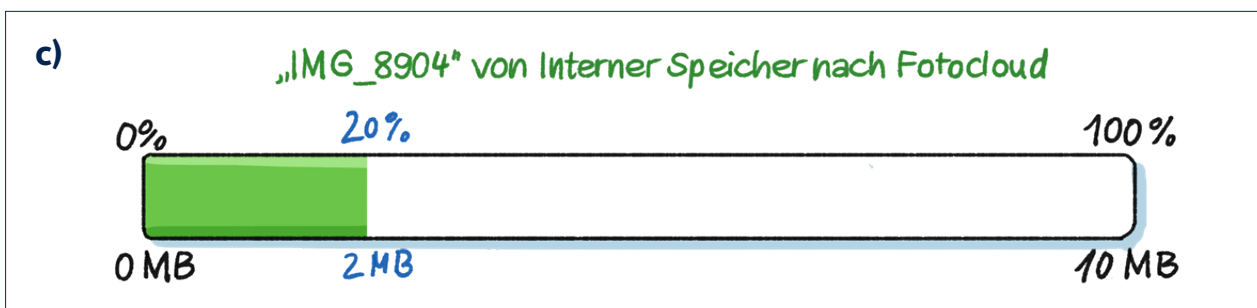 c)
„IMG_8904“ von Interner Speicher nach Fotocloud
0% 20% 100%
0 MB 2 MB 10 MB